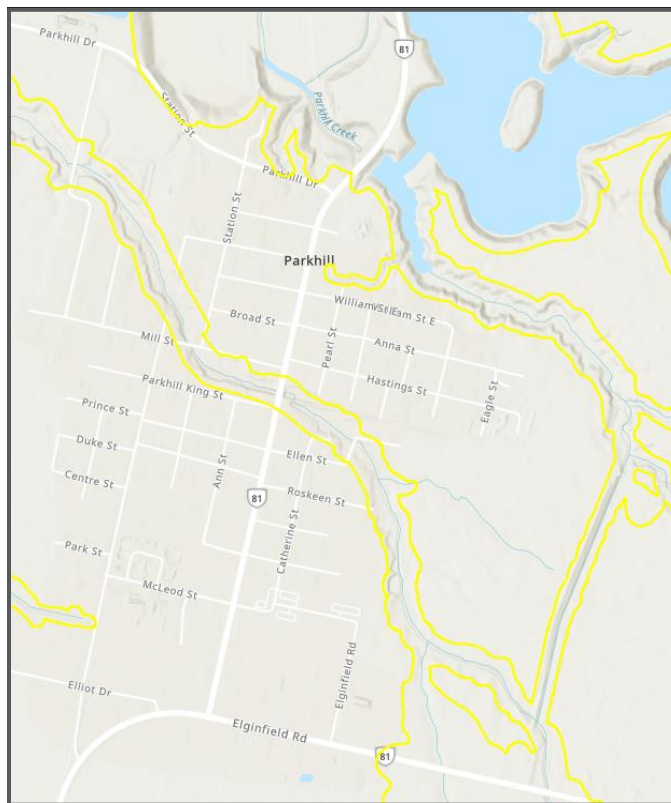 Parkhill Dr
81
Station St
Parkhill Creek
Parkhill Dr
Station St
Parkhill
William St E
Broad St
Pearl St
Anna St
Mill St
Hastings St
Parkhill King St
Eagle St
Prince St
Duke St
Ellen St
Ann St
Centre St
81
Roskeen St
Catherine St
Park St
McLeod St
Elginfield Rd
Elliot Dr
Elginfield Rd
81